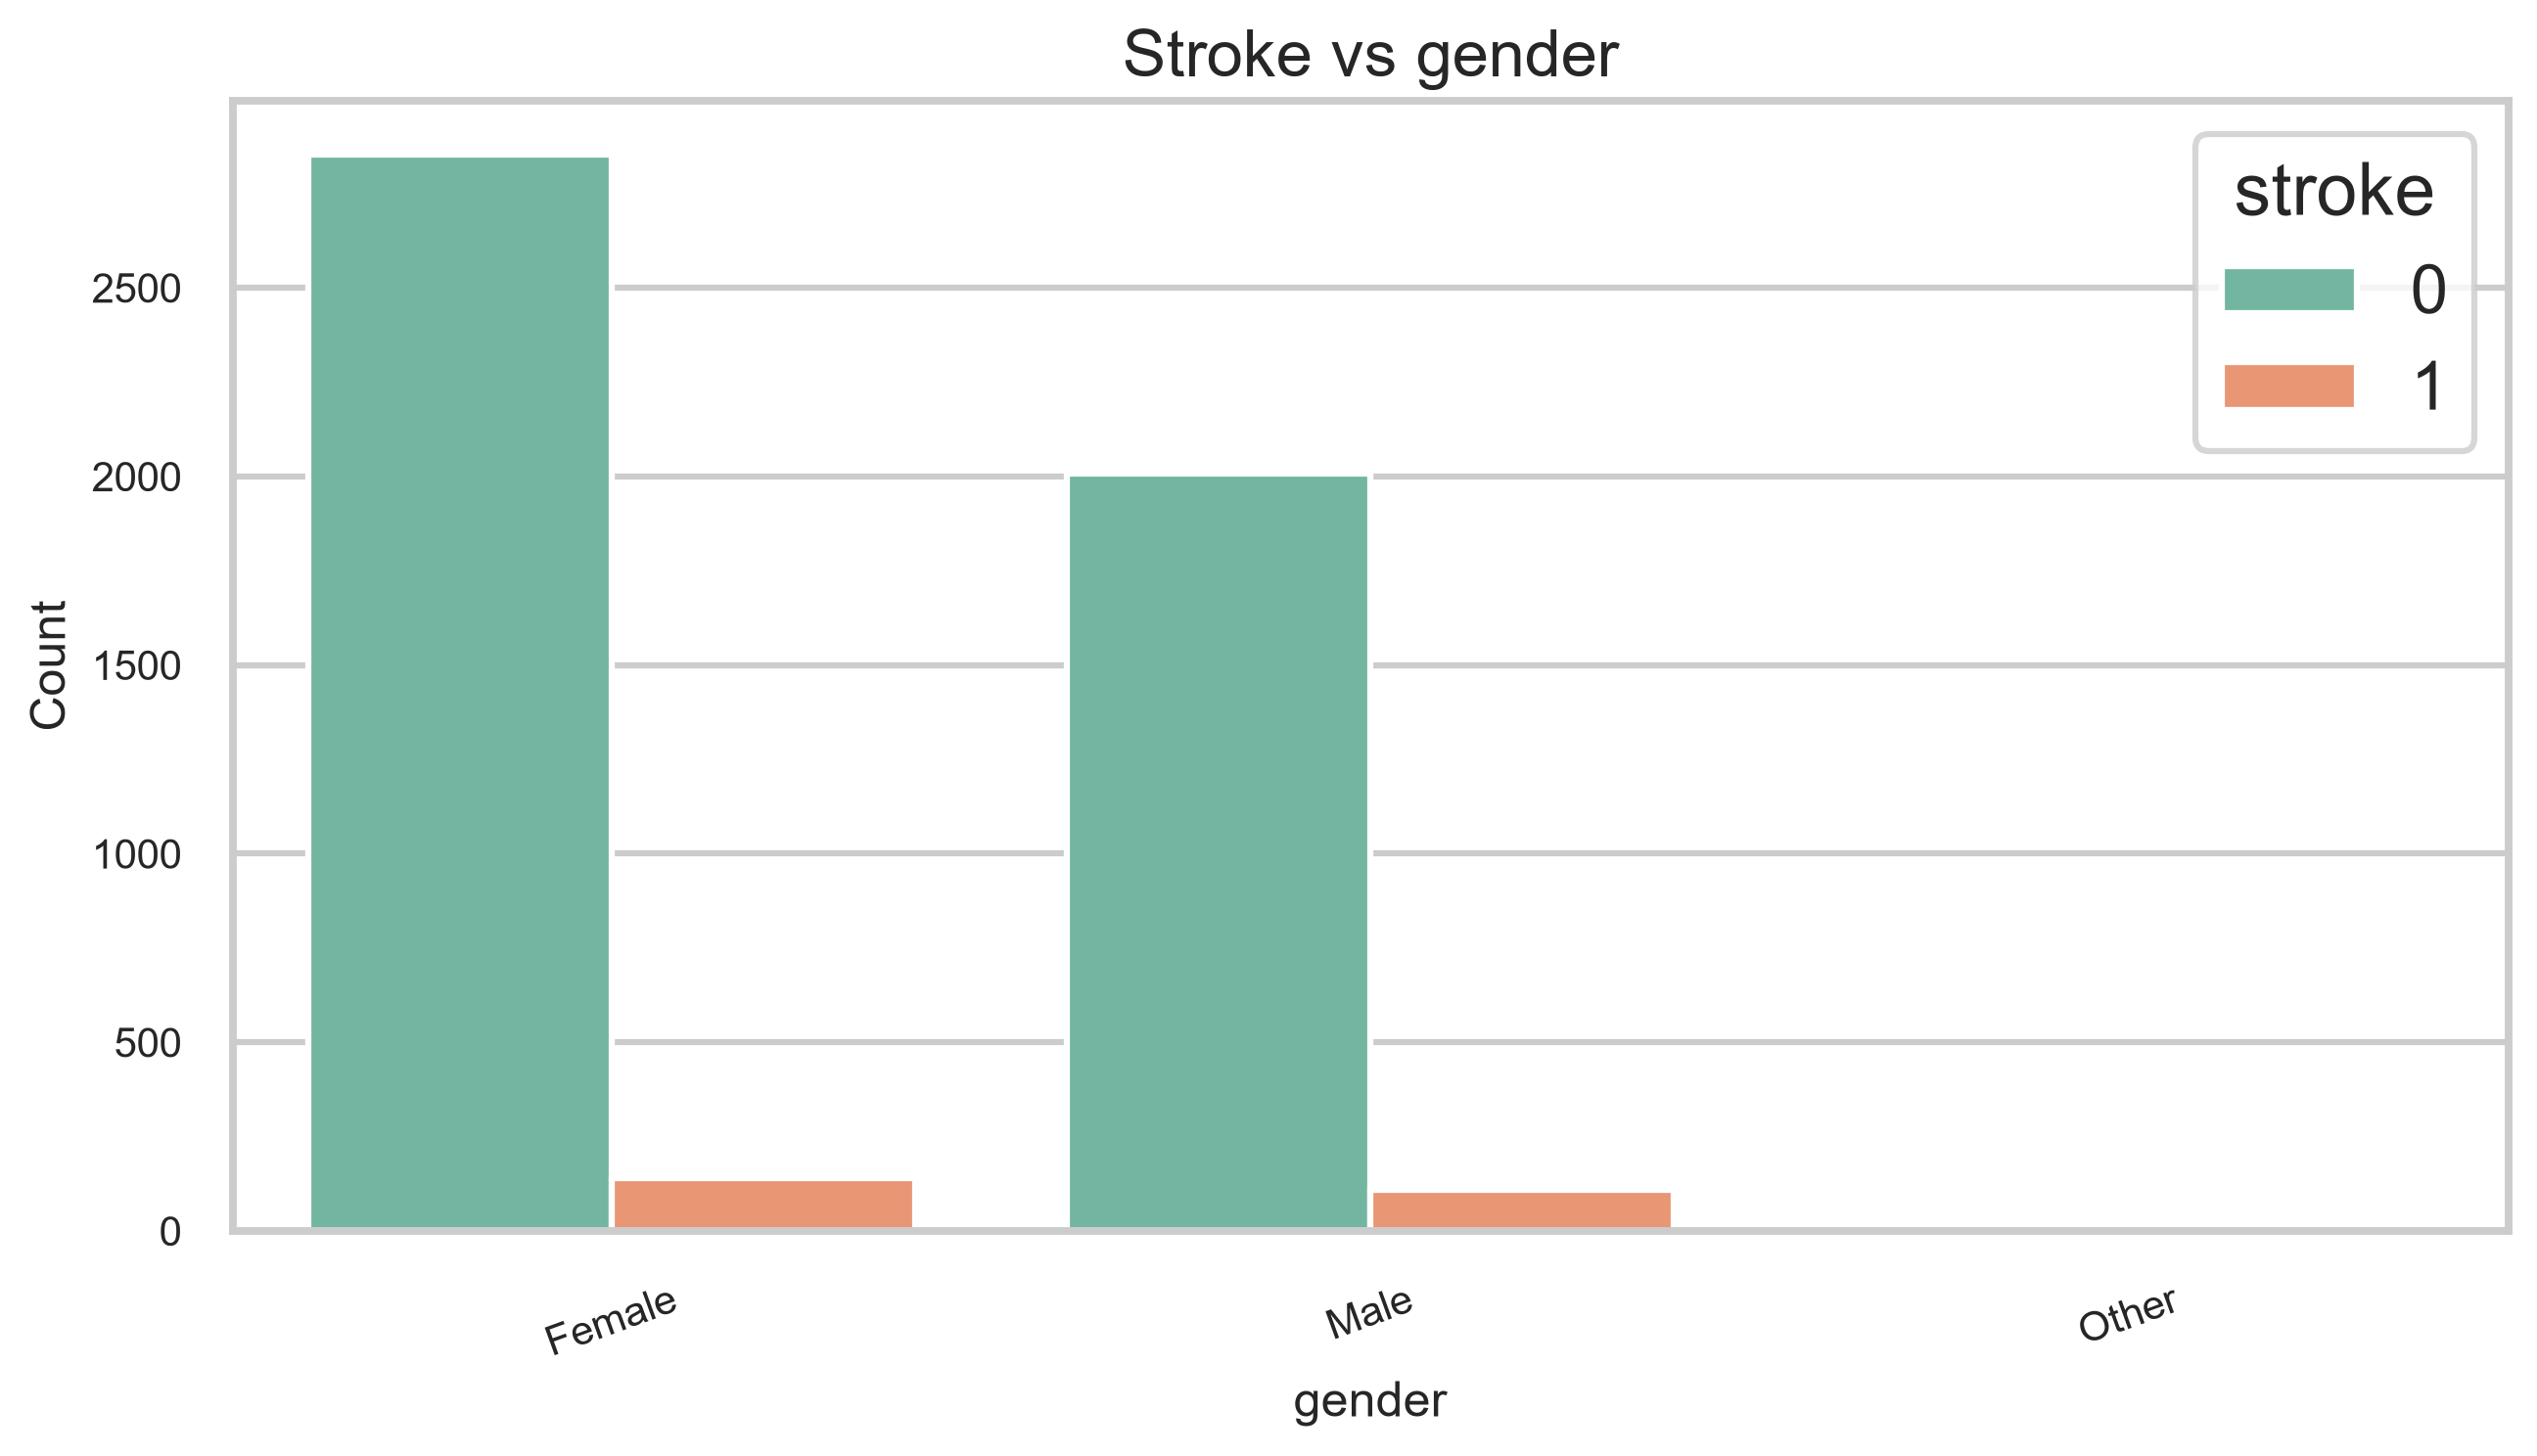 Stroke vs gender
stroke
0
1
2500
2000
1500
1000
500
0
Count
Female
Male
Other
gender